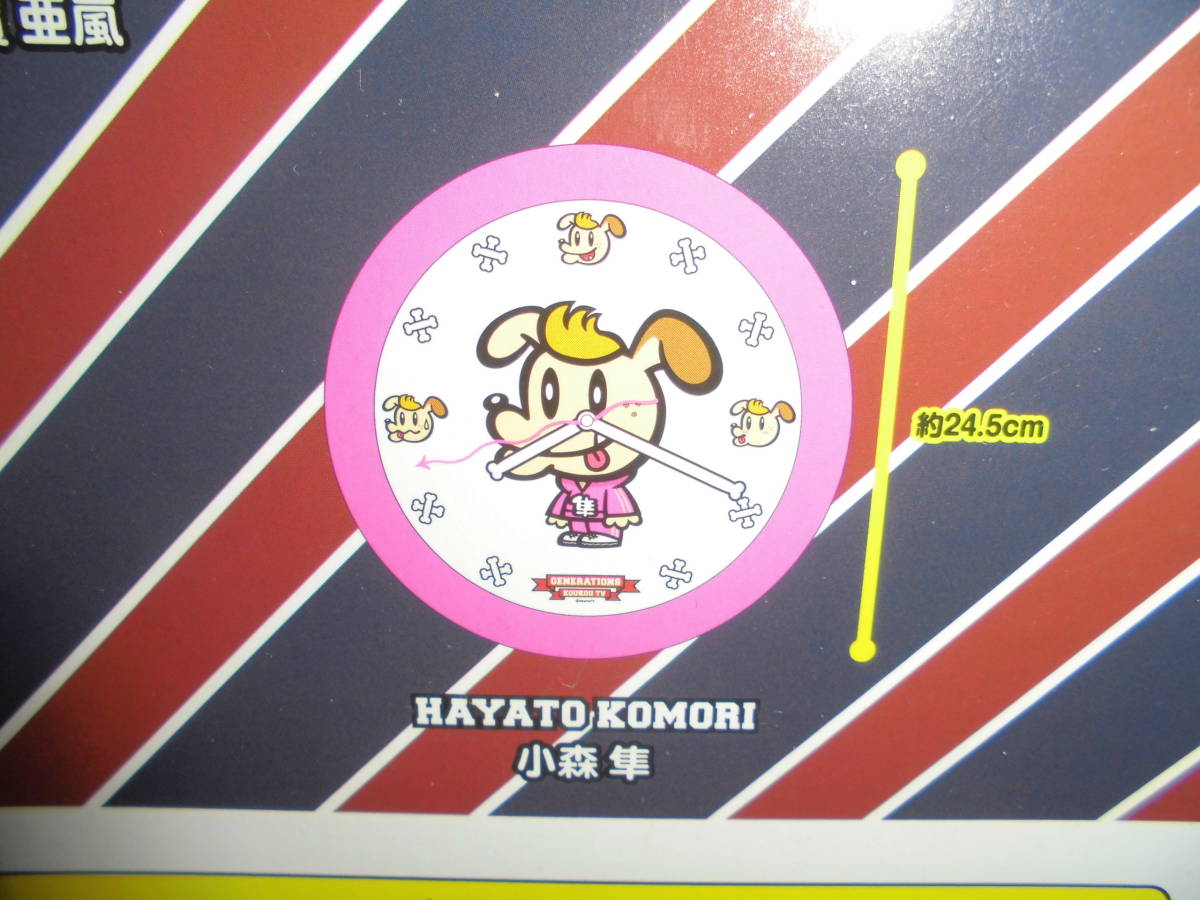 亜嵐
約24.5cm
隼
GENERATIONS
KOUKOU TV
HAYATO KOMORI
小森 隼